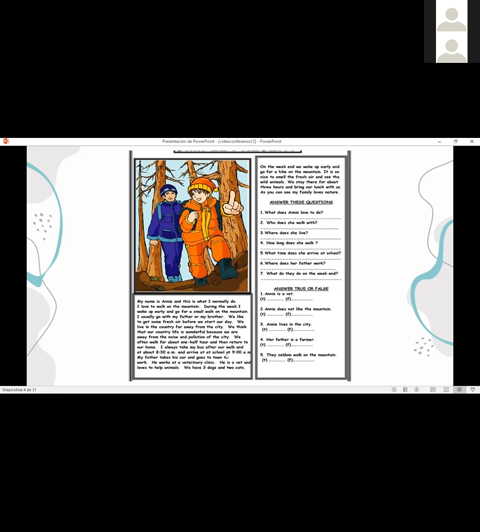 Presentación de PowerPoint - [videoconference13] - PowerPoint
My name is Annie and this is what I normally do.
I love to walk on the mountain. During the week I
wake up early and go for a small walk on the mountain.
I usually go with my father or my brother. We like
to get some fresh air before we start our day. We
live in the country far away from the city. We think
that our country life is wonderful because we are
away from the noise and pollution of the city. We
often walk for about one-half hour and then return to
our home. I always take my bus after our walk and
at about 8:30 a.m. and arrive at at school at 9:00 a.m
My father takes his car and goes to town to
work. He works at a veterinary clinic. He is a vet and
loves to help animals. We have 3 dogs and two cats.
On the week end we wake up early and
go for a hike on the mountain. It is so
nice to smell the fresh air and see the
wild animals. We stay there for about
three hours and bring our lunch with us.
As you can see my family loves nature.
ANSWER THESE QUESTIONS
1. What does Annie love to do?
2. Who does she walk with?
3. Where does she live?
4. How long does she walk ?
5. What time does she arrive at school?
6. Where does her father work?
7. What do they do on the week end?
ANSWER TRUE OR FALSE
1. Annie is a vet.
(t) (f)
2. Annie does not like the mountain.
(t) (f)
3. Annie lives in the city.
(t) (f)
4. Her father is a farmer
(t) (f)
5. They seldom walk on the mountain.
(t) (f)
Diapositiva 4 de 21